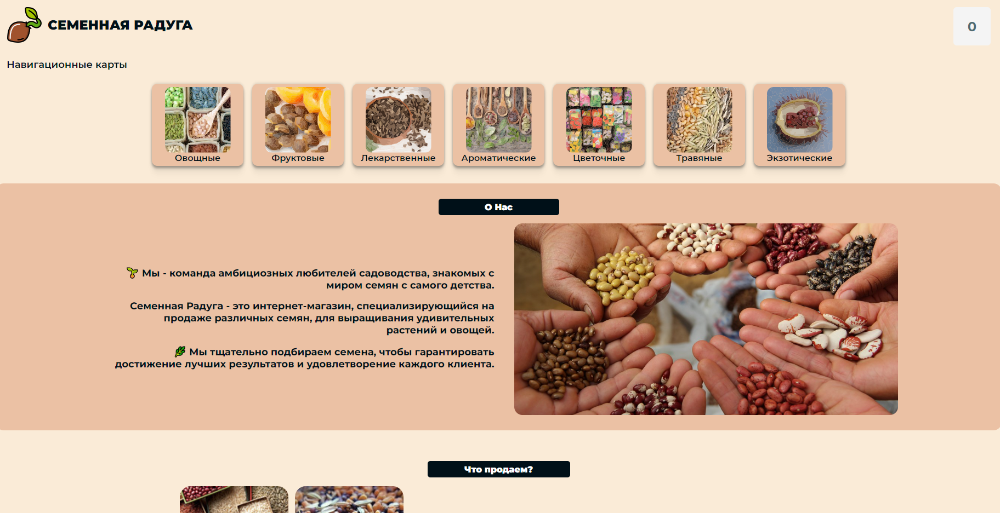 СЕМЕННАЯ РАДУГА
0
Навигационные карты
Овощные
Фруктовые
Лекарственные
Ароматические
Цветочные
Травяные
Экзотические
О Нас
Мы - команда амбициозных любителей садоводства, знакомых с
миром семян с самого детства.
Семенная Радуга - это интернет-магазин, специализирующийся на
продаже различных семян, для выращивания удивительных
растений и овощей.
Мы тщательно подбираем семена, чтобы гарантировать
достижение лучших результатов и удовлетворение каждого клиента.
Что продаем?